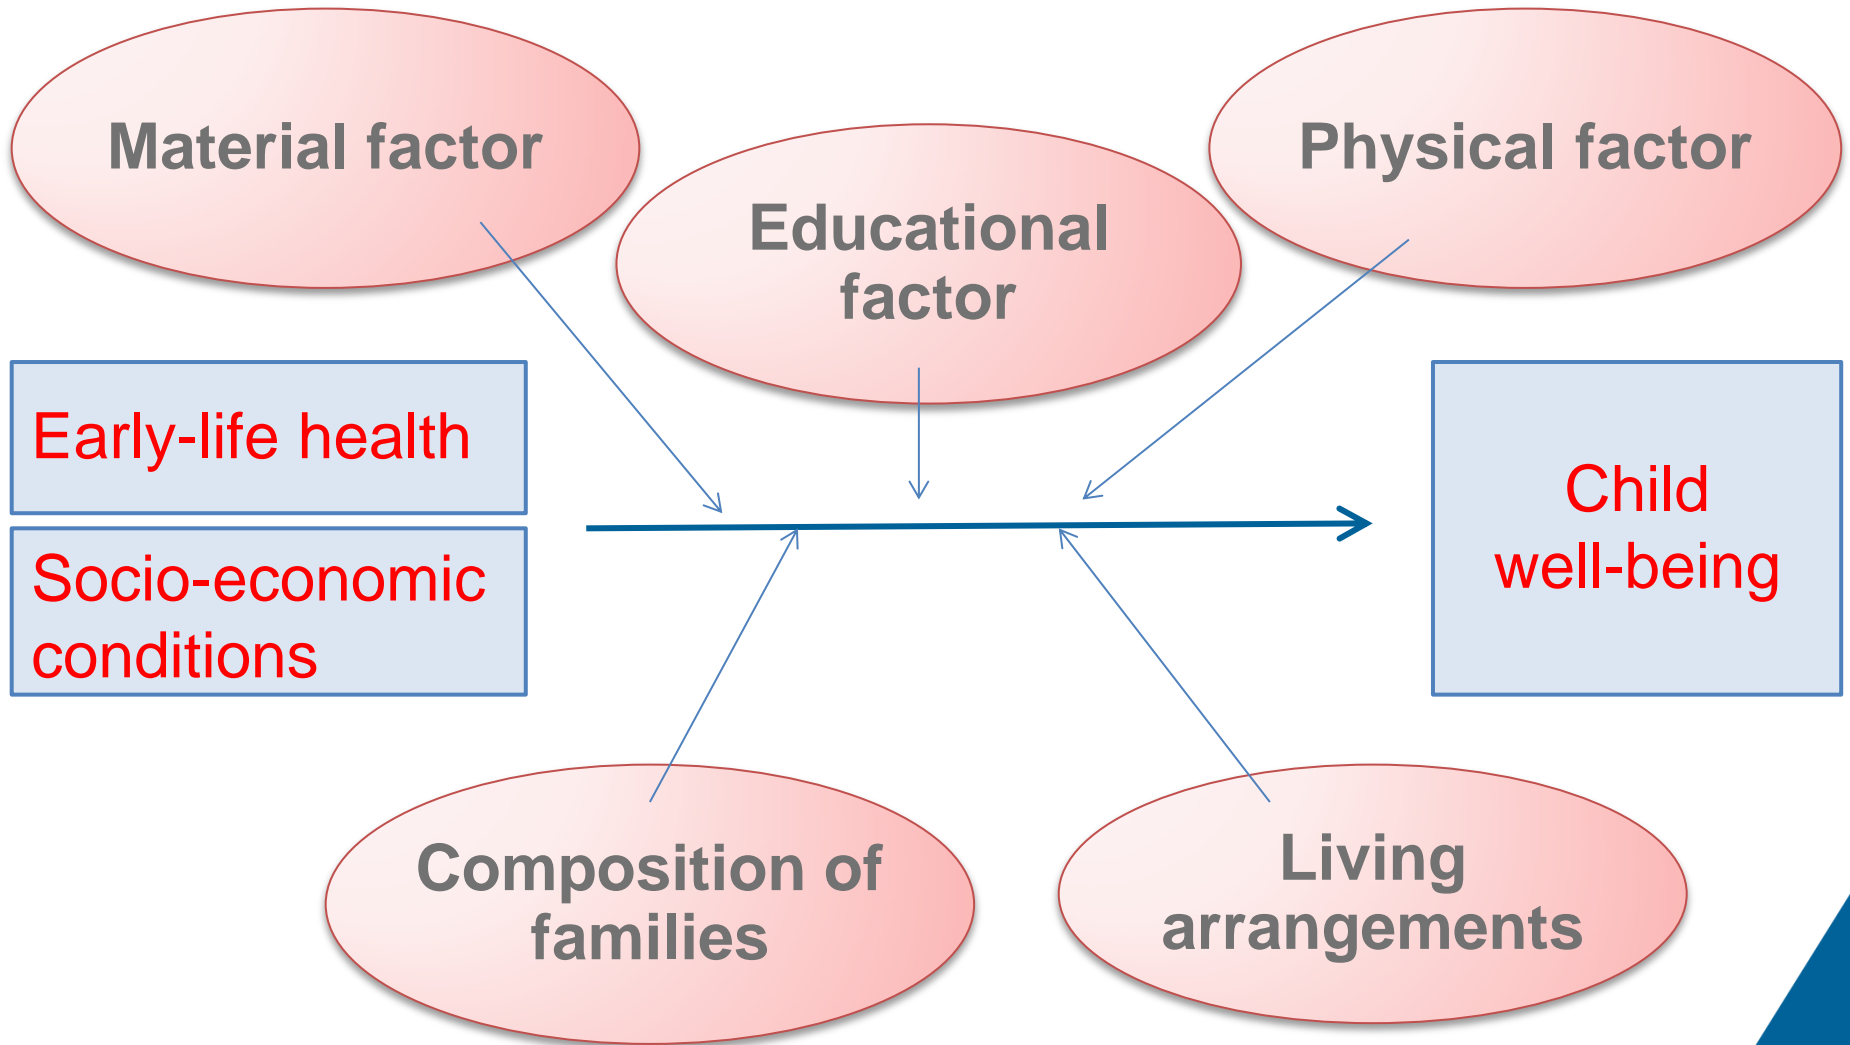 Material factor
Educational
factor
Physical factor
Early-life health
Socio-economic
conditions
Child
well-being
Composition of
families
Living
arrangements